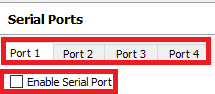 Serial Ports
Port 1 Port 2 Port 3 Port 4
Enable Serial Port